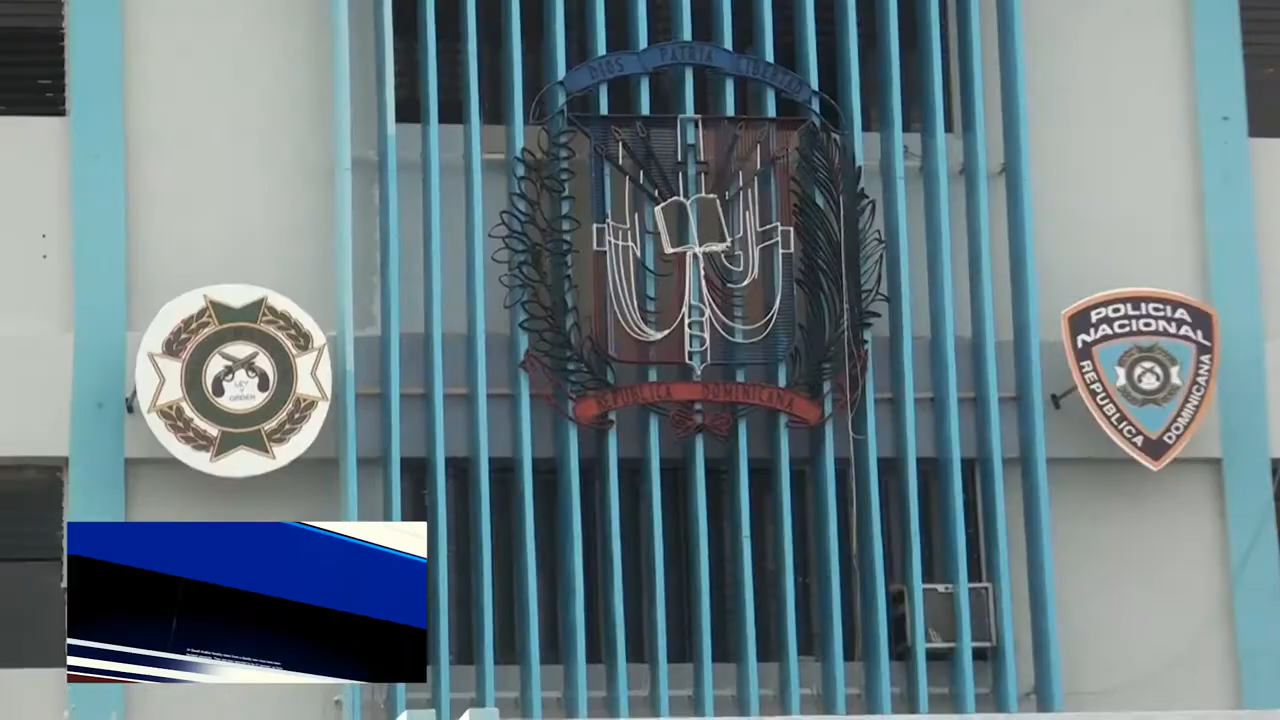 DIOS PATRIA LIBERTAD
LEY
Y
ORDEN
REPUBLICA DOMINICANA
POLICIA
NACIONAL
REPUBLICA
DOMINICANA